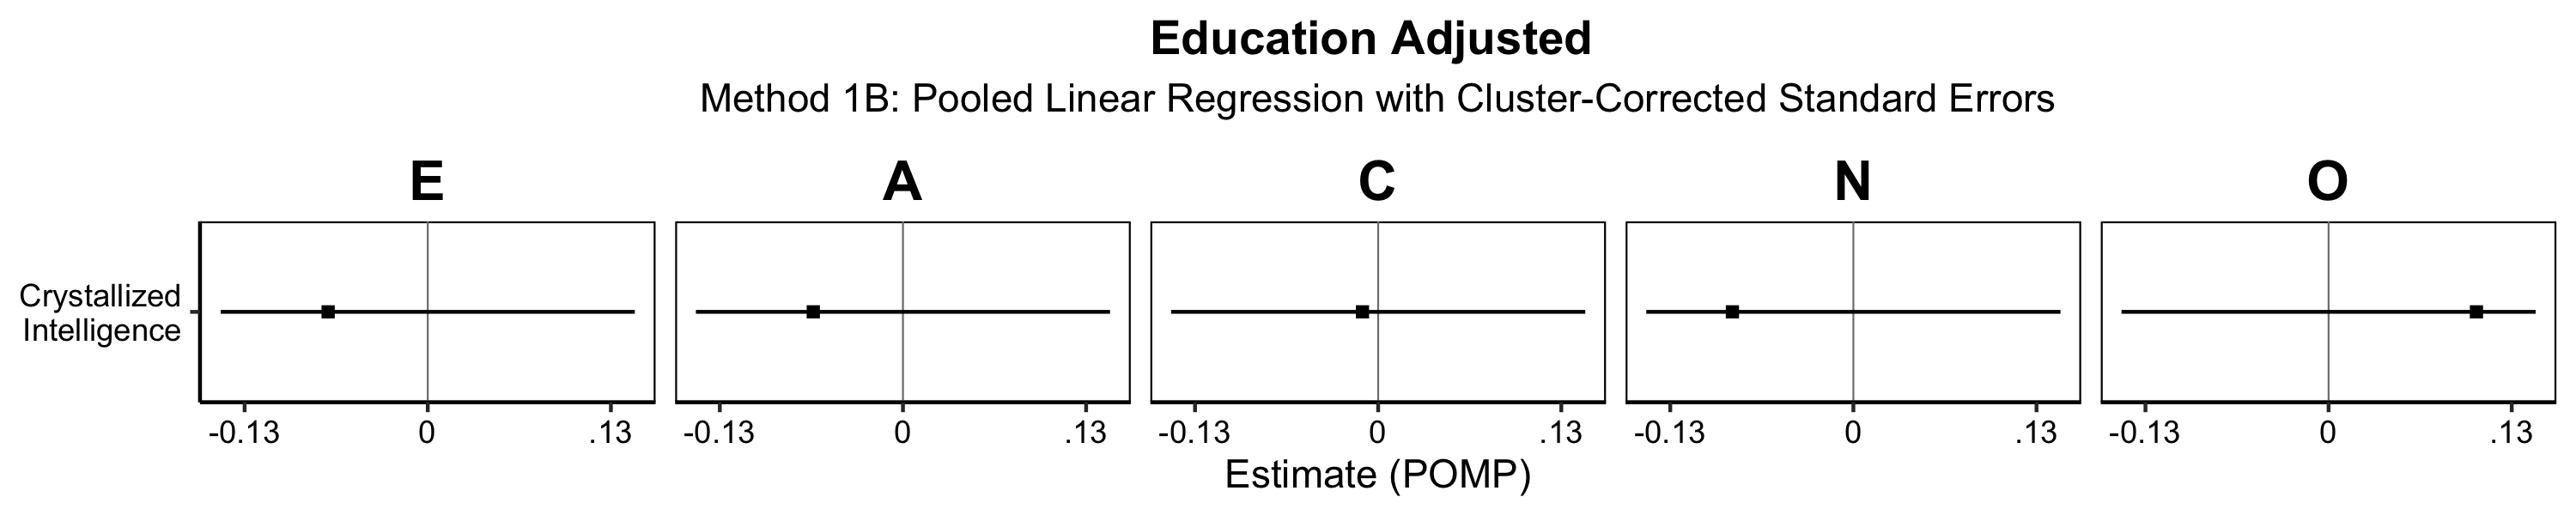 Education Adjusted
Method 1B: Pooled Linear Regression with Cluster-Corrected Standard Errors
E A C N O
Crystallized
Intelligence
-0.13 0 .13 -0.13 0 .13 -0.13 0 .13 -0.13 0 .13 -0.13 0 .13
Estimate (POMP)